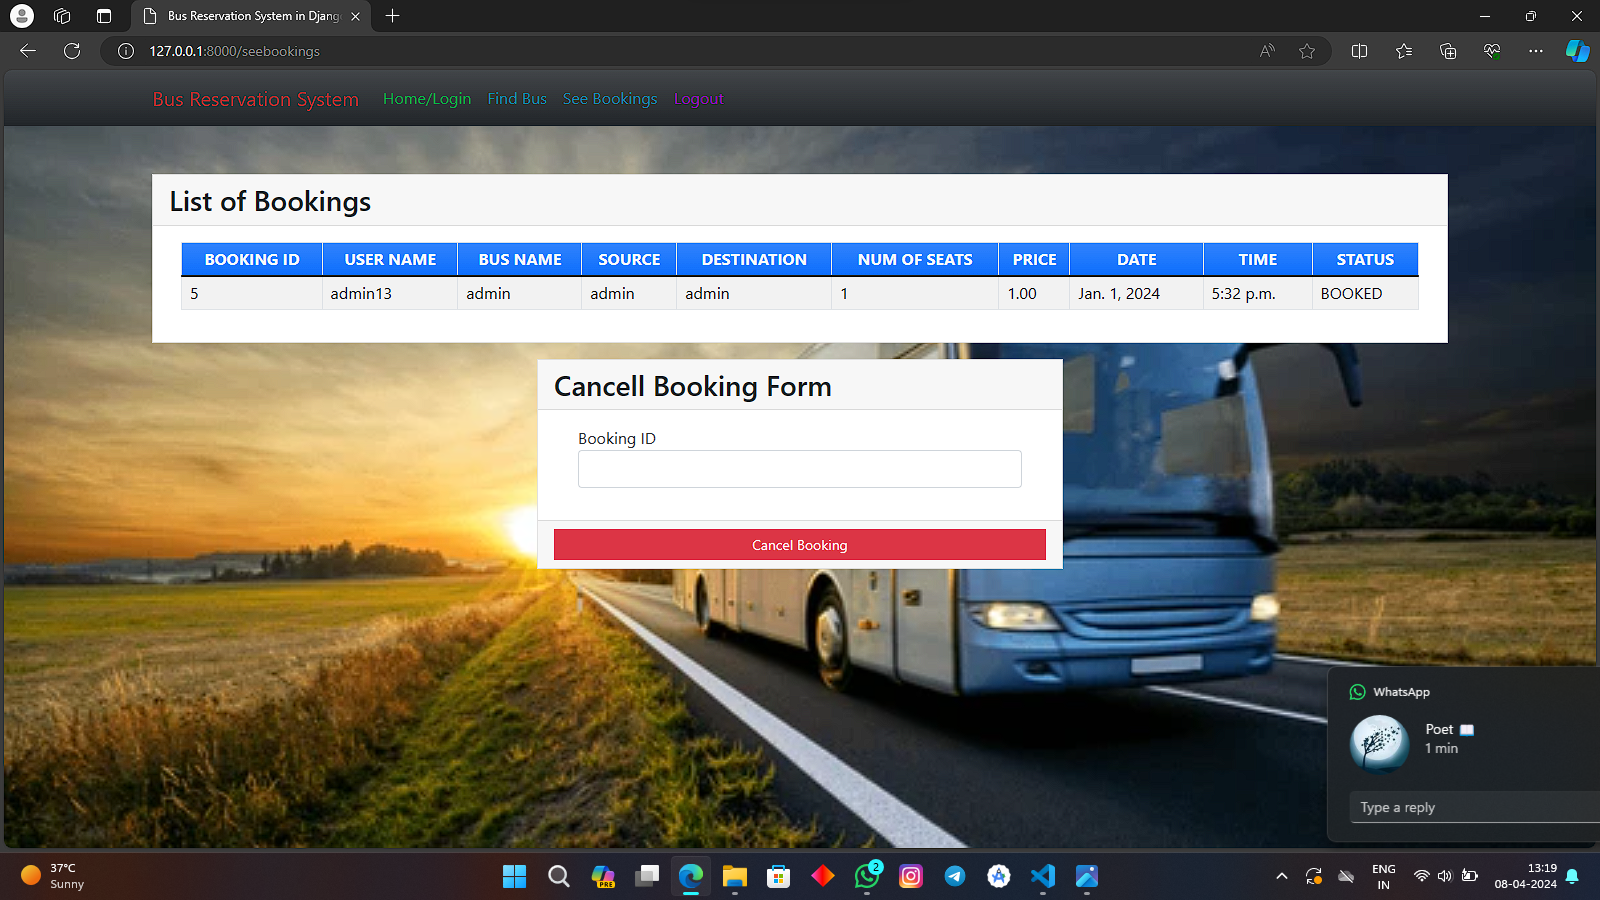 Bus Reservation System in Djang
127.0.0.1:8000/seebookings
Bus Reservation System Home/Login Find Bus See Bookings Logout
List of Bookings
BOOKING ID USER NAME BUS NAME SOURCE DESTINATION NUM OF SEATS PRICE DATE TIME STATUS
5 admin13 admin admin admin 1 1.00 Jan. 1, 2024 5:32 p.m. BOOKED
Cancell Booking Form
Booking ID
Cancel Booking
WhatsApp
Poet
1 min
Type a reply
37°C
Sunny
PRE
2
ENG
IN
13:19
08-04-2024